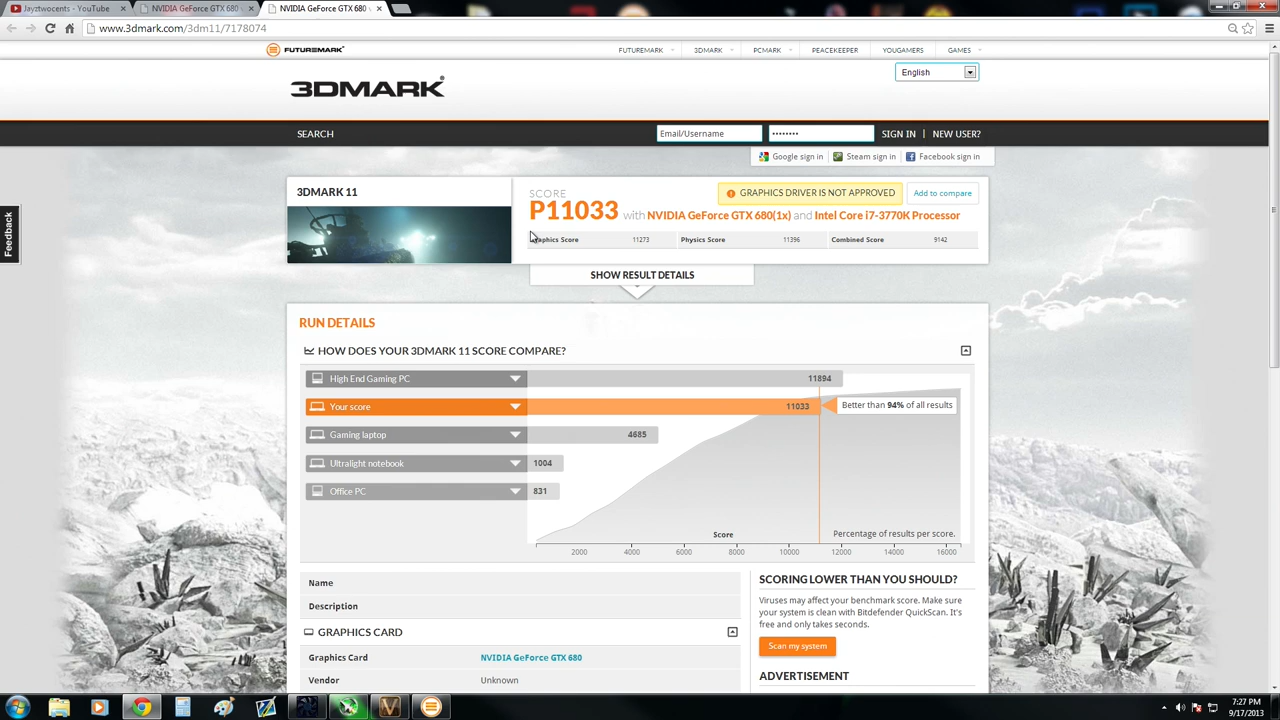 Jayztwocents - YouTube
NVIDIA GeForce GTX 680
NVIDIA GeForce GTX 680
www.3dmark.com/3dm11/7178074
FUTUREMARK
FUTUREMARK
3DMARK
PCMARK
PEACEKEEPER
YOUGAMERS
GAMES
English
3DMARK
SEARCH
Email/Username
••••••••
SIGN IN | NEW USER?
Google sign in
Steam sign in
Facebook sign in
Feedback
3DMARK 11
SCORE
GRAPHICS DRIVER IS NOT APPROVED
Add to compare
P11033 with NVIDIA GeForce GTX 680(1x) and Intel Core i7-3770K Processor
Graphics Score 11273 Physics Score 11396 Combined Score 9142
SHOW RESULT DETAILS
RUN DETAILS
HOW DOES YOUR 3DMARK 11 SCORE COMPARE?
High End Gaming PC 11894
Your score 11033
Better than 94% of all results
Gaming laptop 4685
Ultralight notebook 1004
Office PC 831
Score
Percentage of results per score.
2000 4000 6000 8000 10000 12000 14000 16000
Name
Description
GRAPHICS CARD
Graphics Card NVIDIA GeForce GTX 680
Vendor Unknown
SCORING LOWER THAN YOU SHOULD?
Viruses may affect your benchmark score. Make sure
your system is clean with Bitdefender QuickScan. It's
free and only takes seconds.
Scan my system
ADVERTISEMENT
7:27 PM
9/17/2013